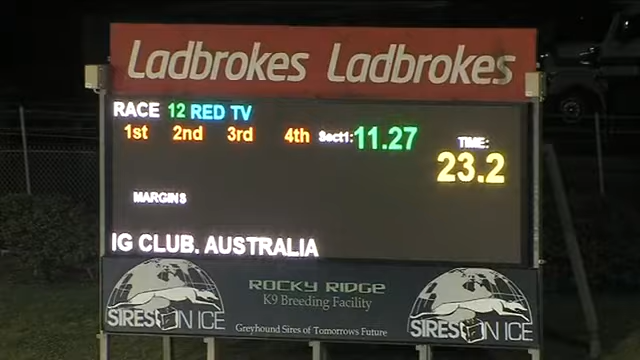 Ladbrokes Ladbrokes
RACE 12 RED TV
1st 2nd 3rd 4th Sect1: 11.27
TIME:
23.2
MARGINS
IG CLUB. AUSTRALIA
ROCKY RIDGE
K9 Breeding Facility
SIRES ON ICE
Greyhound Sires of Tomorrows Future
SIRES ON ICE